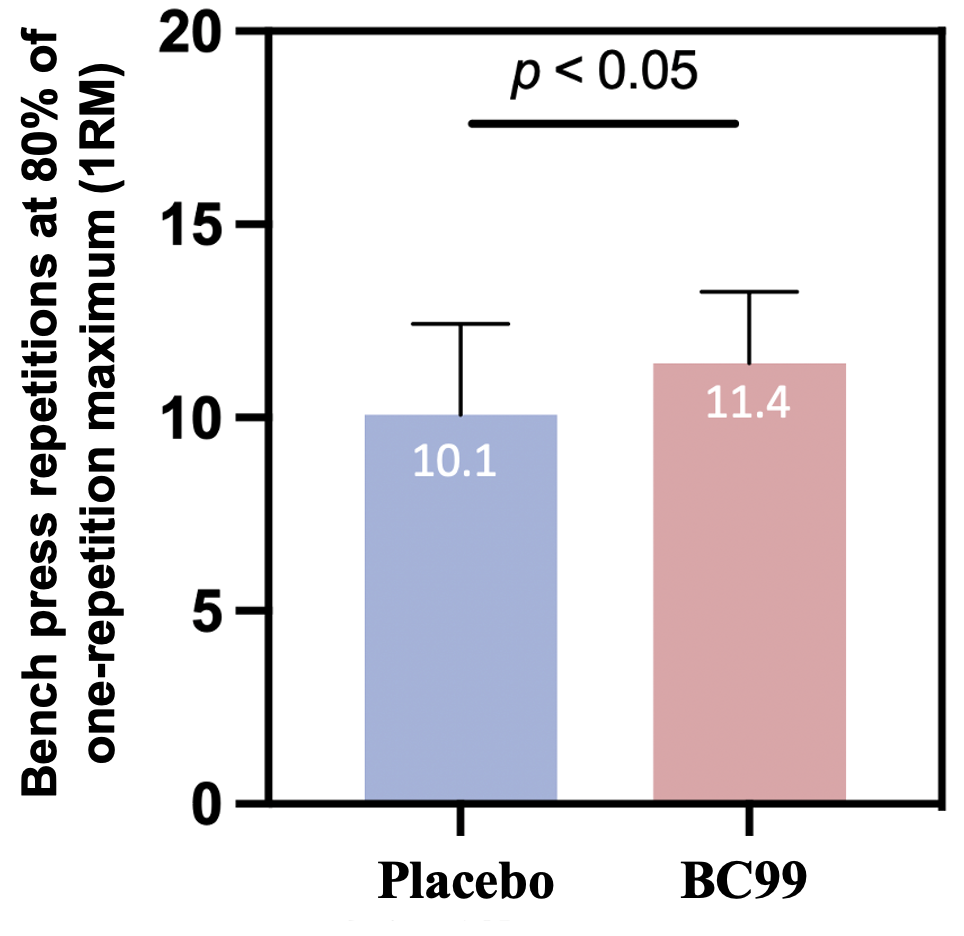 Bench press repetitions at 80% of
one-repetition maximum (1RM)
20
15
10
5
0
p < 0.05
10.1
11.4
Placebo
BC99